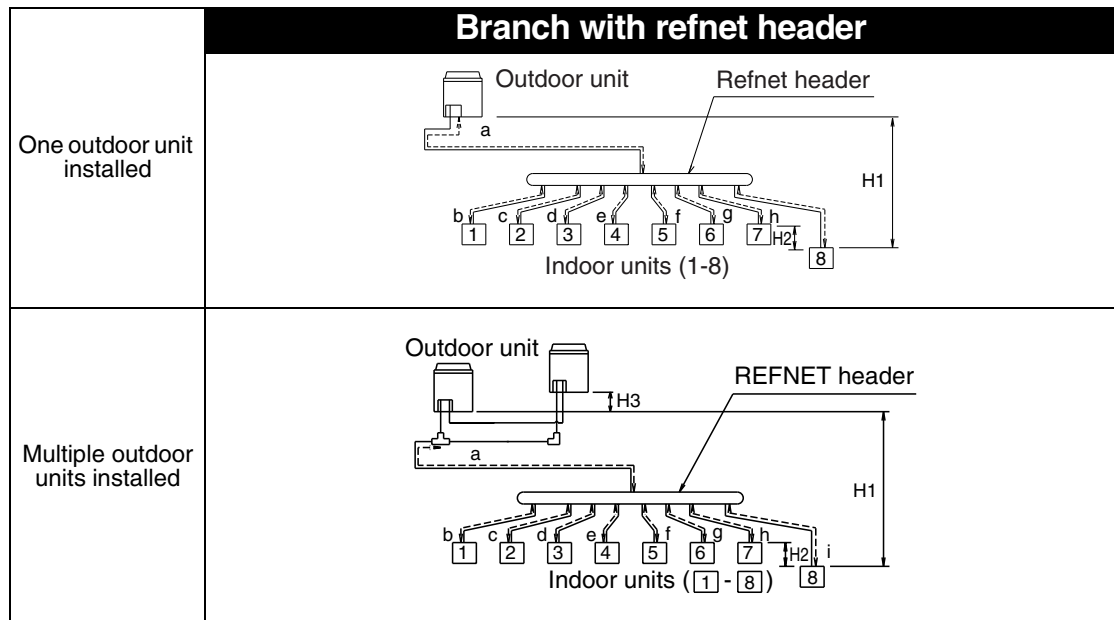 Branch with refnet header
One outdoor unit
installed
Outdoor unit
Refnet header
a
H1
b c d e f g h
1 2 3 4 5 6 7 H2
8
Indoor units (1-8)
Multiple outdoor
units installed
Outdoor unit
REFNET header
H3
a
H1
b c d e f g h i
1 2 3 4 5 6 7 H2
8
Indoor units ( 1 - 8 )